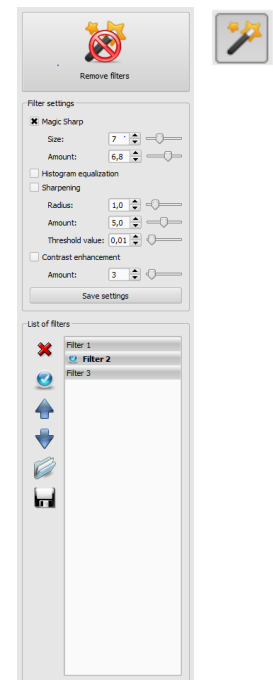 Remove filters
Filter settings
Magic Sharp
Size: 7
Amount: 6,8
Histogram equalization
Sharpening
Radius: 1,0
Amount: 5,0
Threshold value: 0,01
Contrast enhancement
Amount: 3
Save settings
List of filters
Filter 1
Filter 2
Filter 3